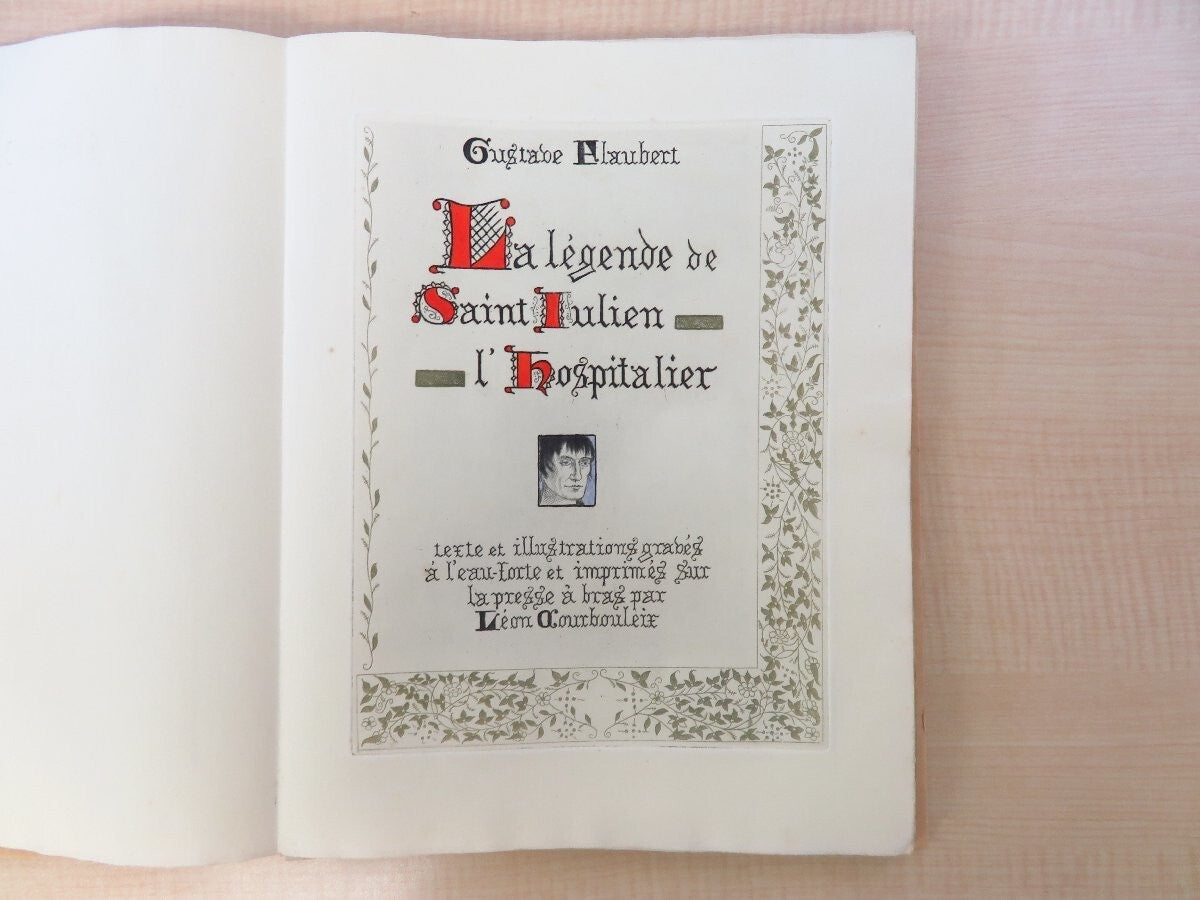 Gustave Flaubert
La légende de
Saint Iulien
l'hospitalier
texte et illustrations gravés
á l'eau-forte et imprimés sur
la presse à bras par
Léon Courbouleix